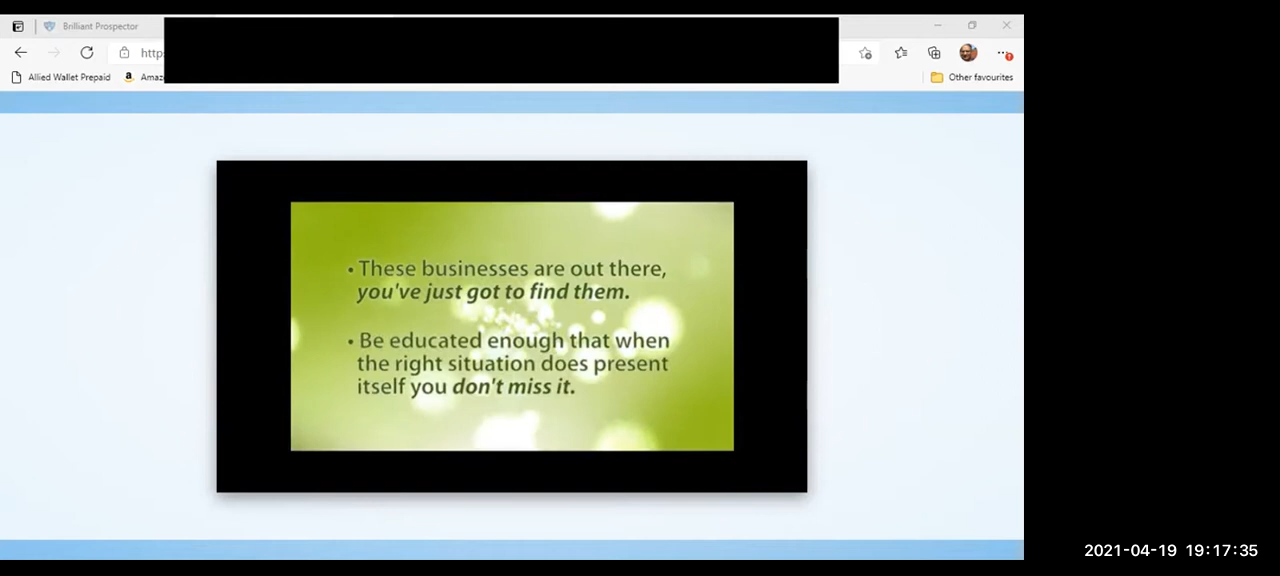 Brilliant Prospector
http
Allied Wallet Prepaid
Amaz
Other favourites
• These businesses are out there,
you've just got to find them.
• Be educated enough that when
the right situation does present
itself you don't miss it.
2021-04-19 19:17:35